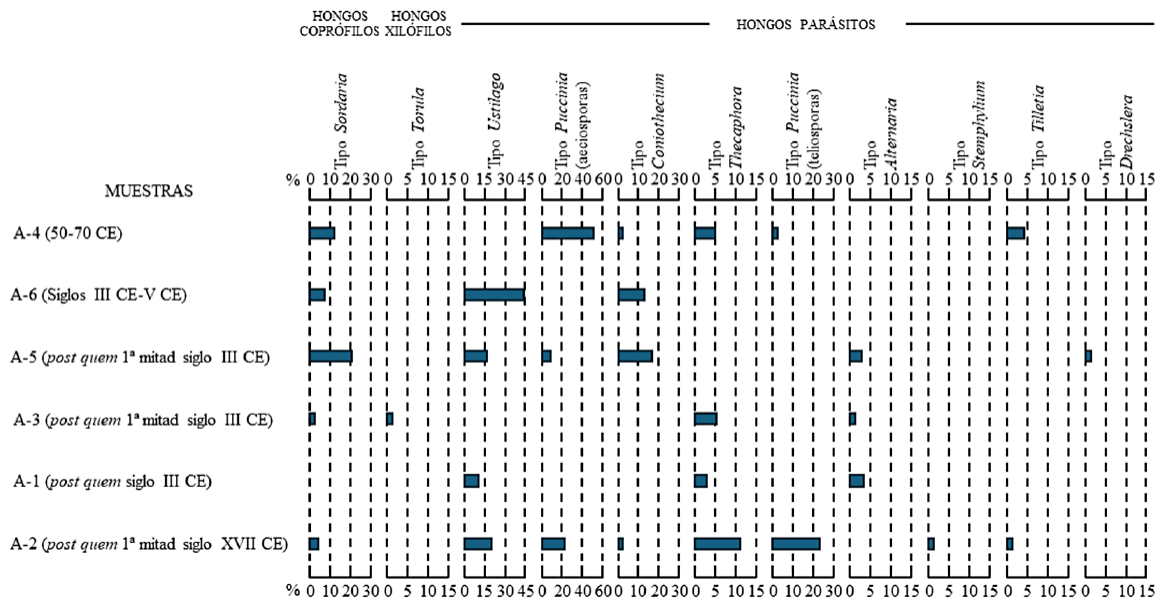 HONGOS COPRÓFILOS
HONGOS XILÓFILOS
HONGOS PARÁSITOS
Tipo Sordaria
Tipo Torula
Tipo Ustilago
Tipo Puccinia (aeciosporas)
Tipo Coniothecium
Tipo Thecaphora
Tipo Puccinia (teliosporas)
Tipo Alternaria
Tipo Stemphylium
Tipo Tilletia
Tipo Drechslera
MUESTRAS
% 0 10 20 30 0 5 10 15 0 15 30 45 0 20 40 60 0 10 20 30 0 5 10 15 0 10 20 30 0 5 10 15 0 5 10 15 0 5 10 15 0 5 10 15
A-4 (50-70 CE)
A-6 (Siglos III CE-V CE)
A-5 (post quem 1ª mitad siglo III CE)
A-3 (post quem 1ª mitad siglo III CE)
A-1 (post quem siglo III CE)
A-2 (post quem 1ª mitad siglo XVII CE)
% 0 10 20 30 0 5 10 15 0 15 30 45 0 20 40 60 0 10 20 30 0 5 10 15 0 10 20 30 0 5 10 15 0 5 10 15 0 5 10 15 0 5 10 15